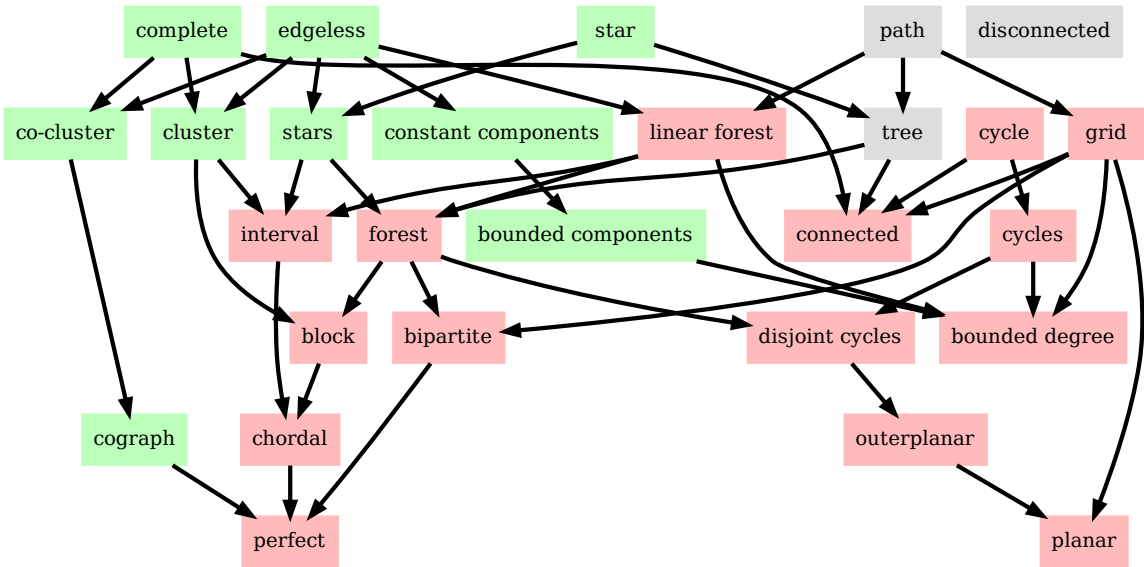 complete
edgeless
star
path
disconnected
co-cluster
cluster
stars
constant components
linear forest
tree
cycle
grid
interval
forest
bounded components
connected
cycles
block
bipartite
disjoint cycles
bounded degree
cograph
chordal
outerplanar
perfect
planar